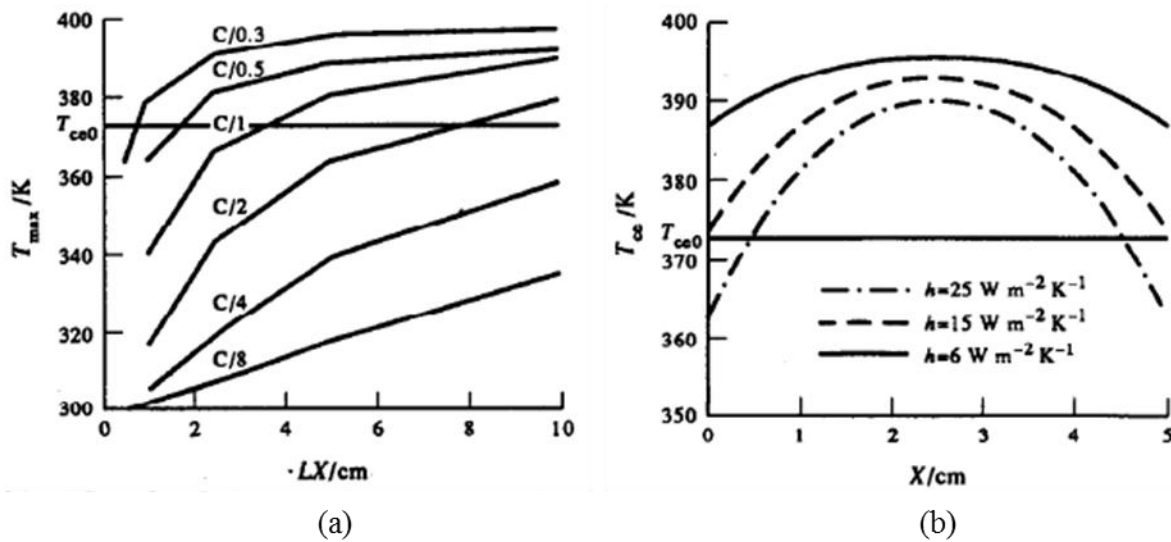 400
380
T_ce0
360
340
320
300
T_max /K
C/0.3
C/0.5
C/1
C/2
C/4
C/8
0 2 4 6 8 10
LX/cm
(a)
400
390
380
T_ce0
370
360
350
T_ce /K
h=25 W m⁻² K⁻¹
h=15 W m⁻² K⁻¹
h=6 W m⁻² K⁻¹
0 1 2 3 4 5
X/cm
(b)